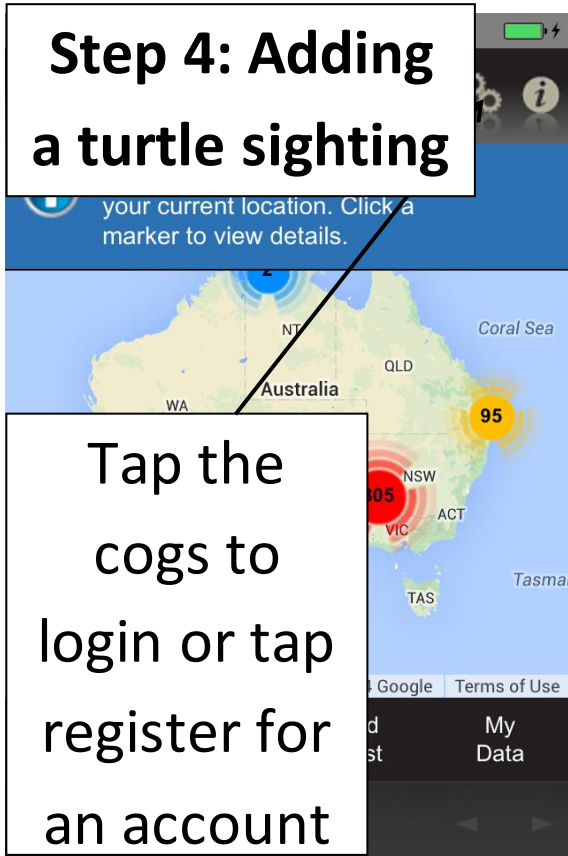 Step 4: Adding
a turtle sighting
i
your current location. Click a
marker to view details.
2
NT
Coral Sea
QLD
Australia
WA
95
Tap the
cogs to
login or tap
register for
an account
NSW
305
ACT
VIC
TAS
Tasma
Google
Terms of Use
My
Data